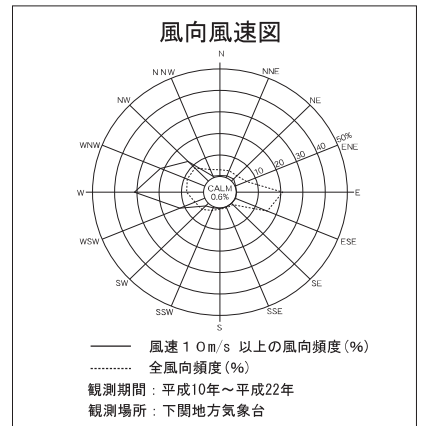 風向風速図
N
NNW
NNE
NW
NE
WNW
50%
ENE
40
30
20
10
CALM
0.6%
W
E
WSW
ESE
SW
SE
SSW
SSE
S
風速10m/s 以上の風向頻度(%)
全風向頻度(%)
観測期間:平成10年~平成22年
観測場所:下関地方気象台